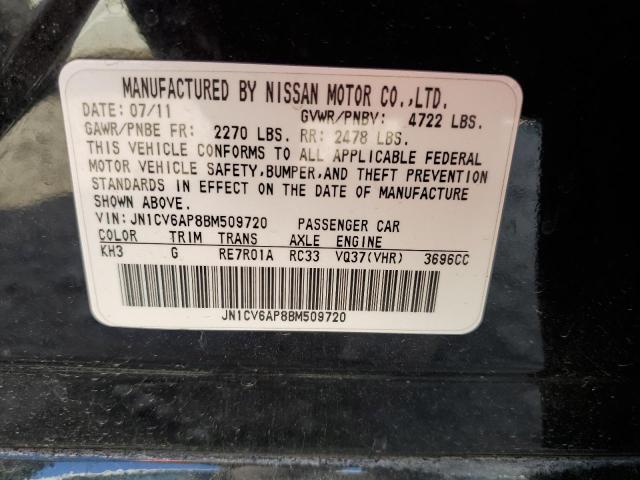 MANUFACTURED BY NISSAN MOTOR CO.,LTD.
DATE: 07/11 GVWR/PNBV: 4722 LBS.
GAWR/PNBE FR: 2270 LBS. RR: 2478 LBS.
THIS VEHICLE CONFORMS TO ALL APPLICABLE FEDERAL
MOTOR VEHICLE SAFETY,BUMPER,AND THEFT PREVENTION
STANDARDS IN EFFECT ON THE DATE OF MANUFACTURE
SHOWN ABOVE.
VIN: JN1CV6AP8BM509720 PASSENGER CAR
COLOR TRIM TRANS AXLE ENGINE
KH3 G RE7R01A RC33 VQ37(VHR) 3696CC
JN1CV6AP8BM509720